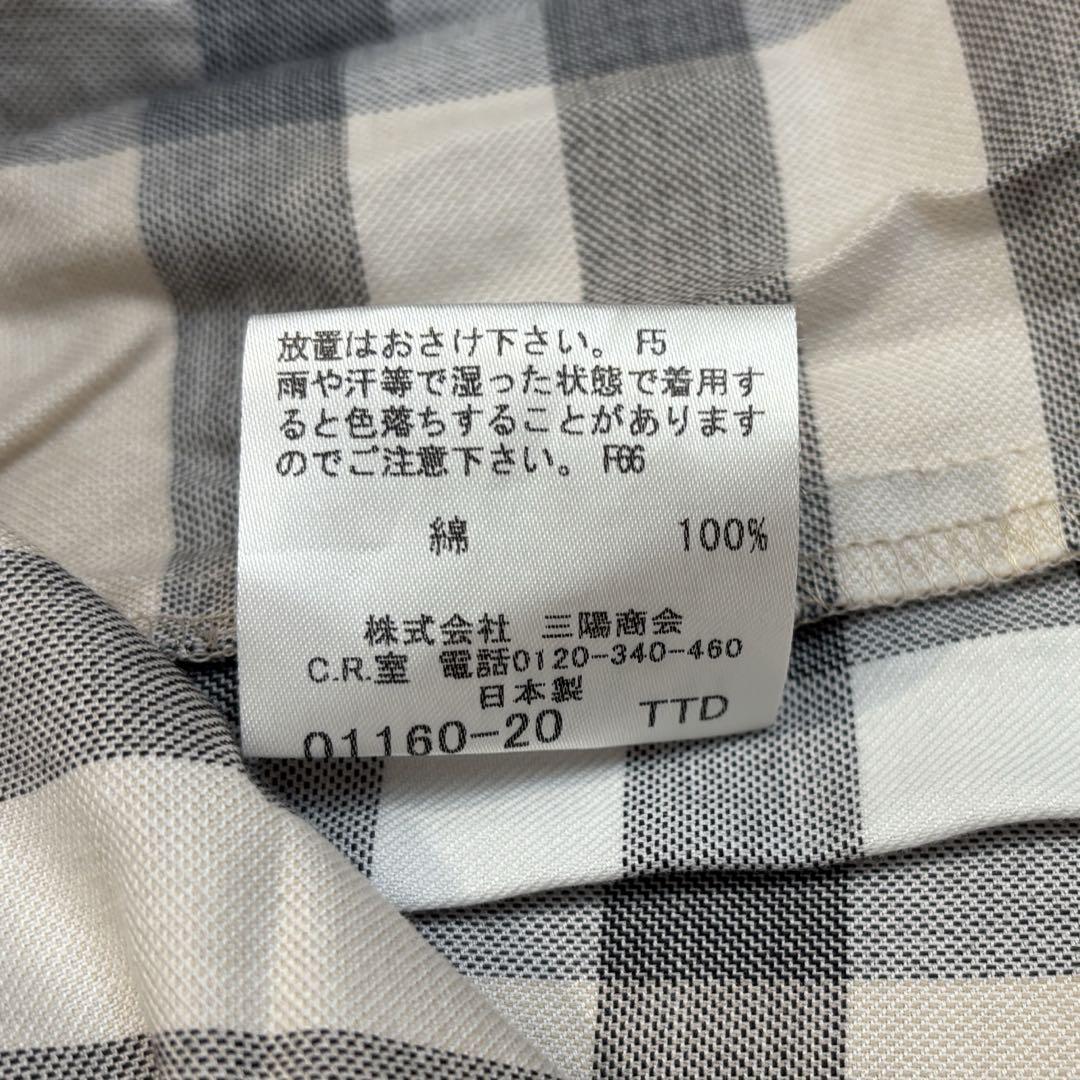 放置はおさけ下さい。 F5
雨や汗等で湿った状態で着用す
ると色落ちすることがあります
のでご注意下さい。 F66
綿 100%
株式会社 三陽商会
C.R.室 電話0120-340-460
日本製
01160-20 TTD